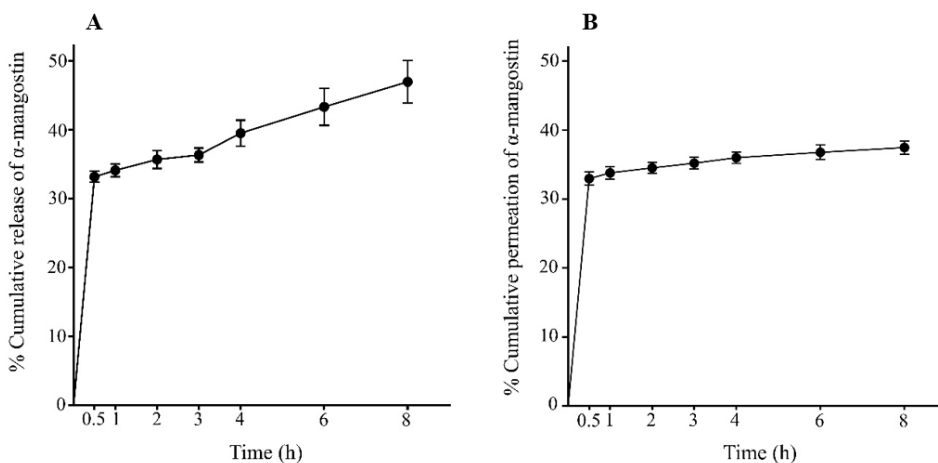 A
% Cumulative release of α-mangostin
50
40
30
20
10
0
0.5 1 2 3 4 6 8
Time (h)
B
% Cumulative permeation of α-mangostin
50
40
30
20
10
0
0.5 1 2 3 4 6 8
Time (h)